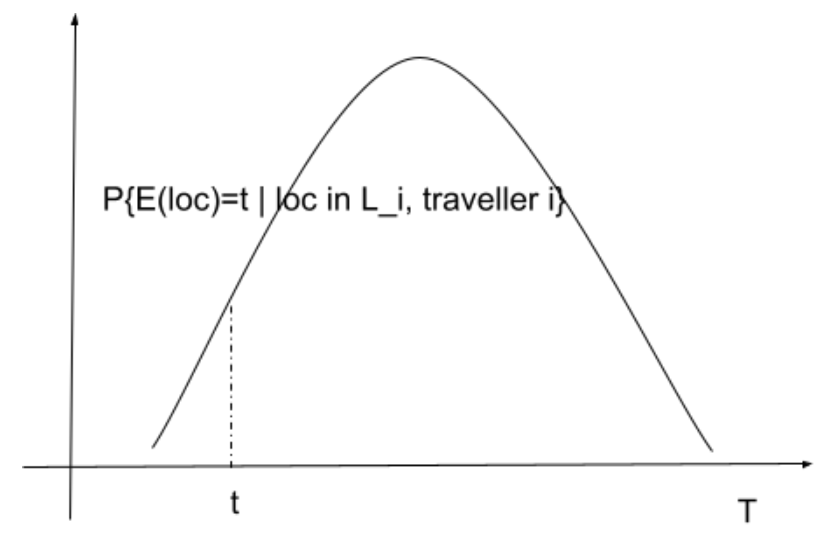 P{E(loc)=t | loc in L_i, traveller i}
t
T